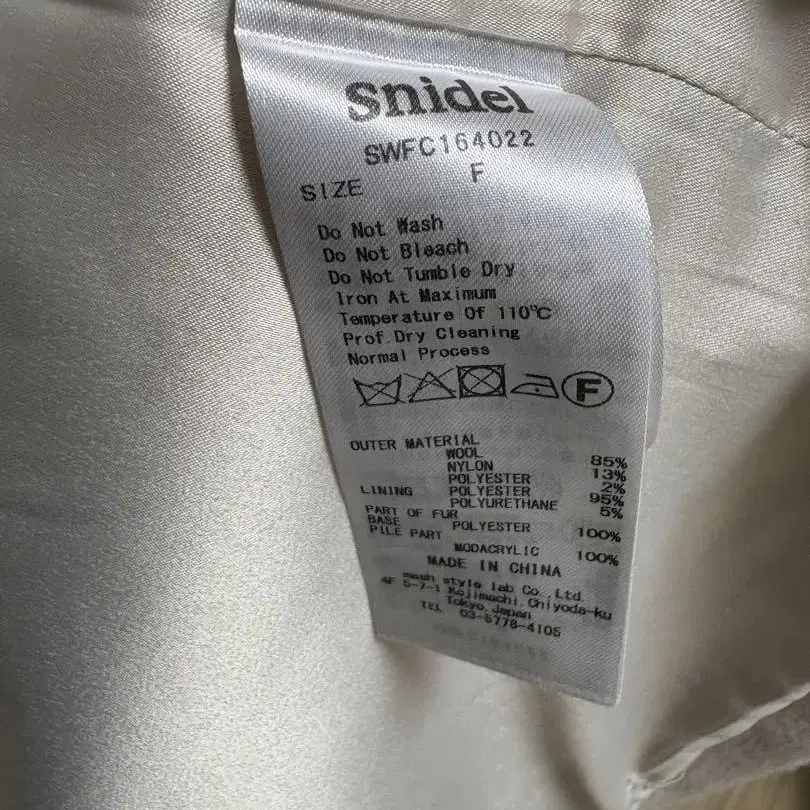 Snidel
SWFC164022
SIZE F
Do Not Wash
Do Not Bleach
Do Not Tumble Dry
Iron At Maximum
Temperature Of 110℃
Prof.Dry Cleaning
Normal Process
F
OUTER MATERIAL
WOOL 85%
NYLON 13%
POLYESTER 2%
LINING POLYESTER 95%
POLYURETHANE 5%
PART OF FUR
BASE POLYESTER 100%
PILE PART
MODACRYLIC 100%
MADE IN CHINA
mash style lab Co.,Ltd.
4F 5-7-1 Kojimachi,Chiyoda-ku
Tokyo,Japan
TEL 03-5778-4105